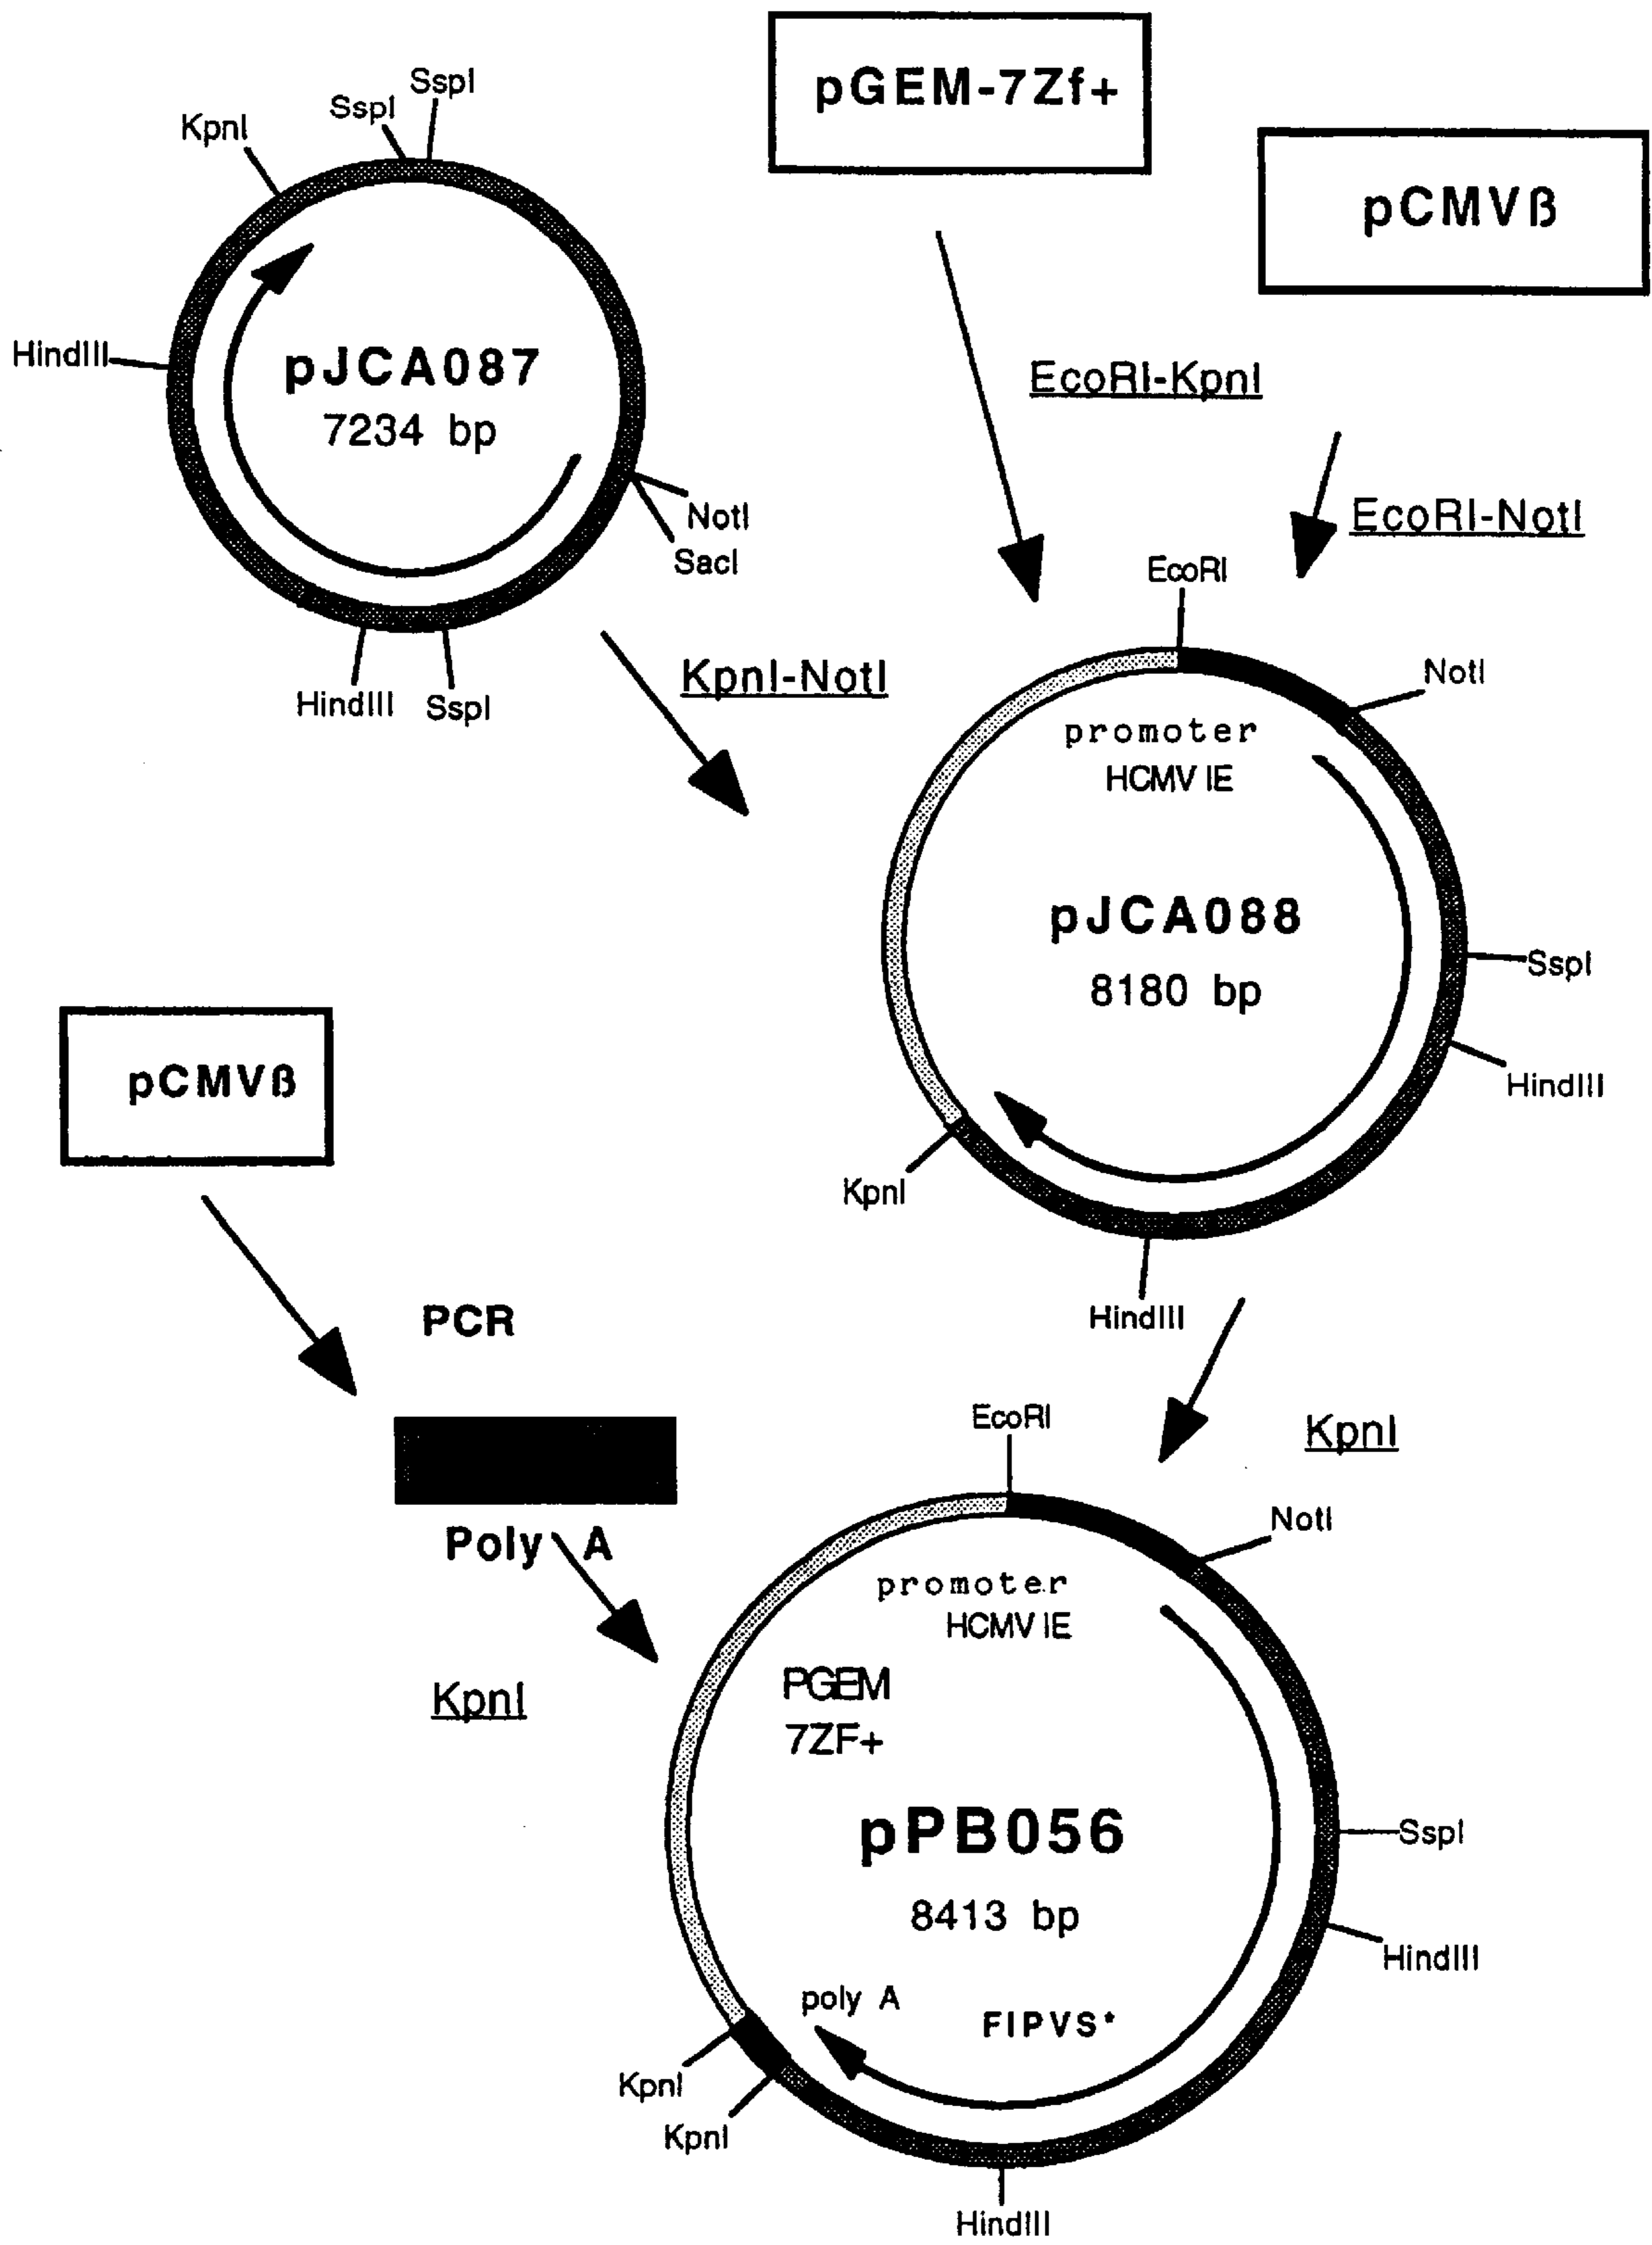 pGEM-7Zf+
SspI
SspI
KpnI
pCMVß
HindIII
pJCA087
7234 bp
EcoRI-KpnI
NotI
SacI
EcoRI-NotI
EcoRI
KpnI-NotI
NotI
HindIII
SspI
promoter
HCMV IE
pJCA088
8180 bp
SspI
HindIII
pCMVß
KpnI
HindIII
PCR
EcoRI
KpnI
NotI
Poly A
promoter
HCMV IE
KpnI
PGEM
7ZF+
pPB056
8413 bp
SspI
HindIII
poly A
FIPVS*
KpnI
KpnI
HindIII